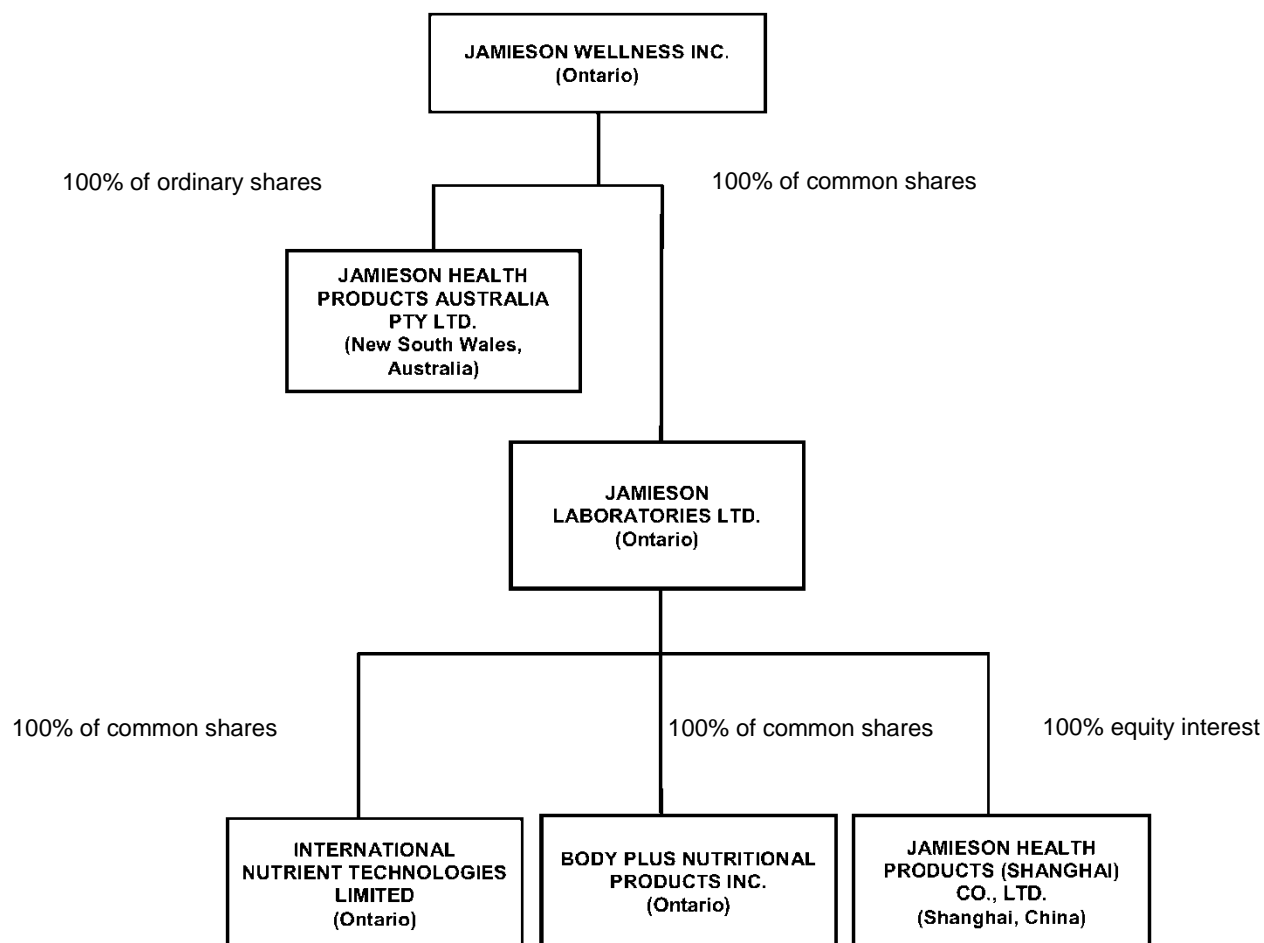 JAMIESON WELLNESS INC.
(Ontario)
100% of ordinary shares
100% of common shares
JAMIESON HEALTH
PRODUCTS AUSTRALIA
PTY LTD.
(New South Wales,
Australia)
JAMIESON
LABORATORIES LTD.
(Ontario)
100% of common shares
100% of common shares
100% equity interest
INTERNATIONAL
NUTRIENT TECHNOLOGIES
LIMITED
(Ontario)
BODY PLUS NUTRITIONAL
PRODUCTS INC.
(Ontario)
JAMIESON HEALTH
PRODUCTS (SHANGHAI)
CO., LTD.
(Shanghai, China)